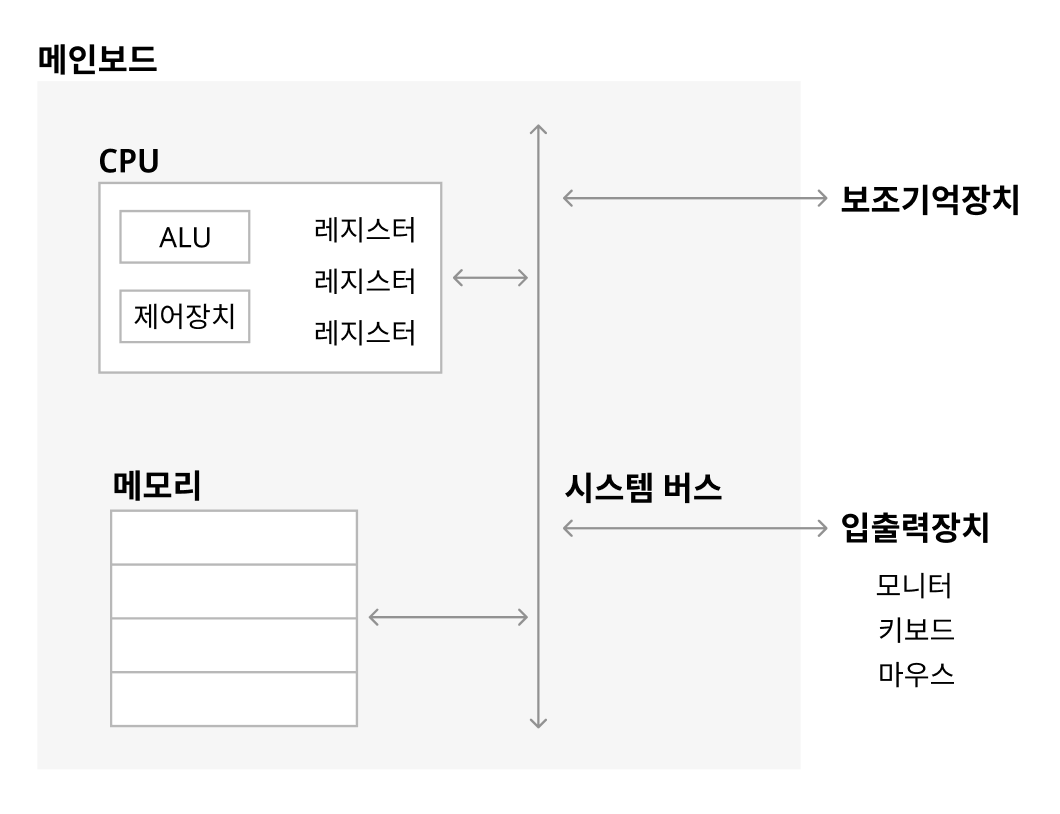 메인보드
CPU
ALU
제어장치
레지스터
레지스터
레지스터
보조기억장치
메모리
시스템 버스
입출력장치
모니터
키보드
마우스